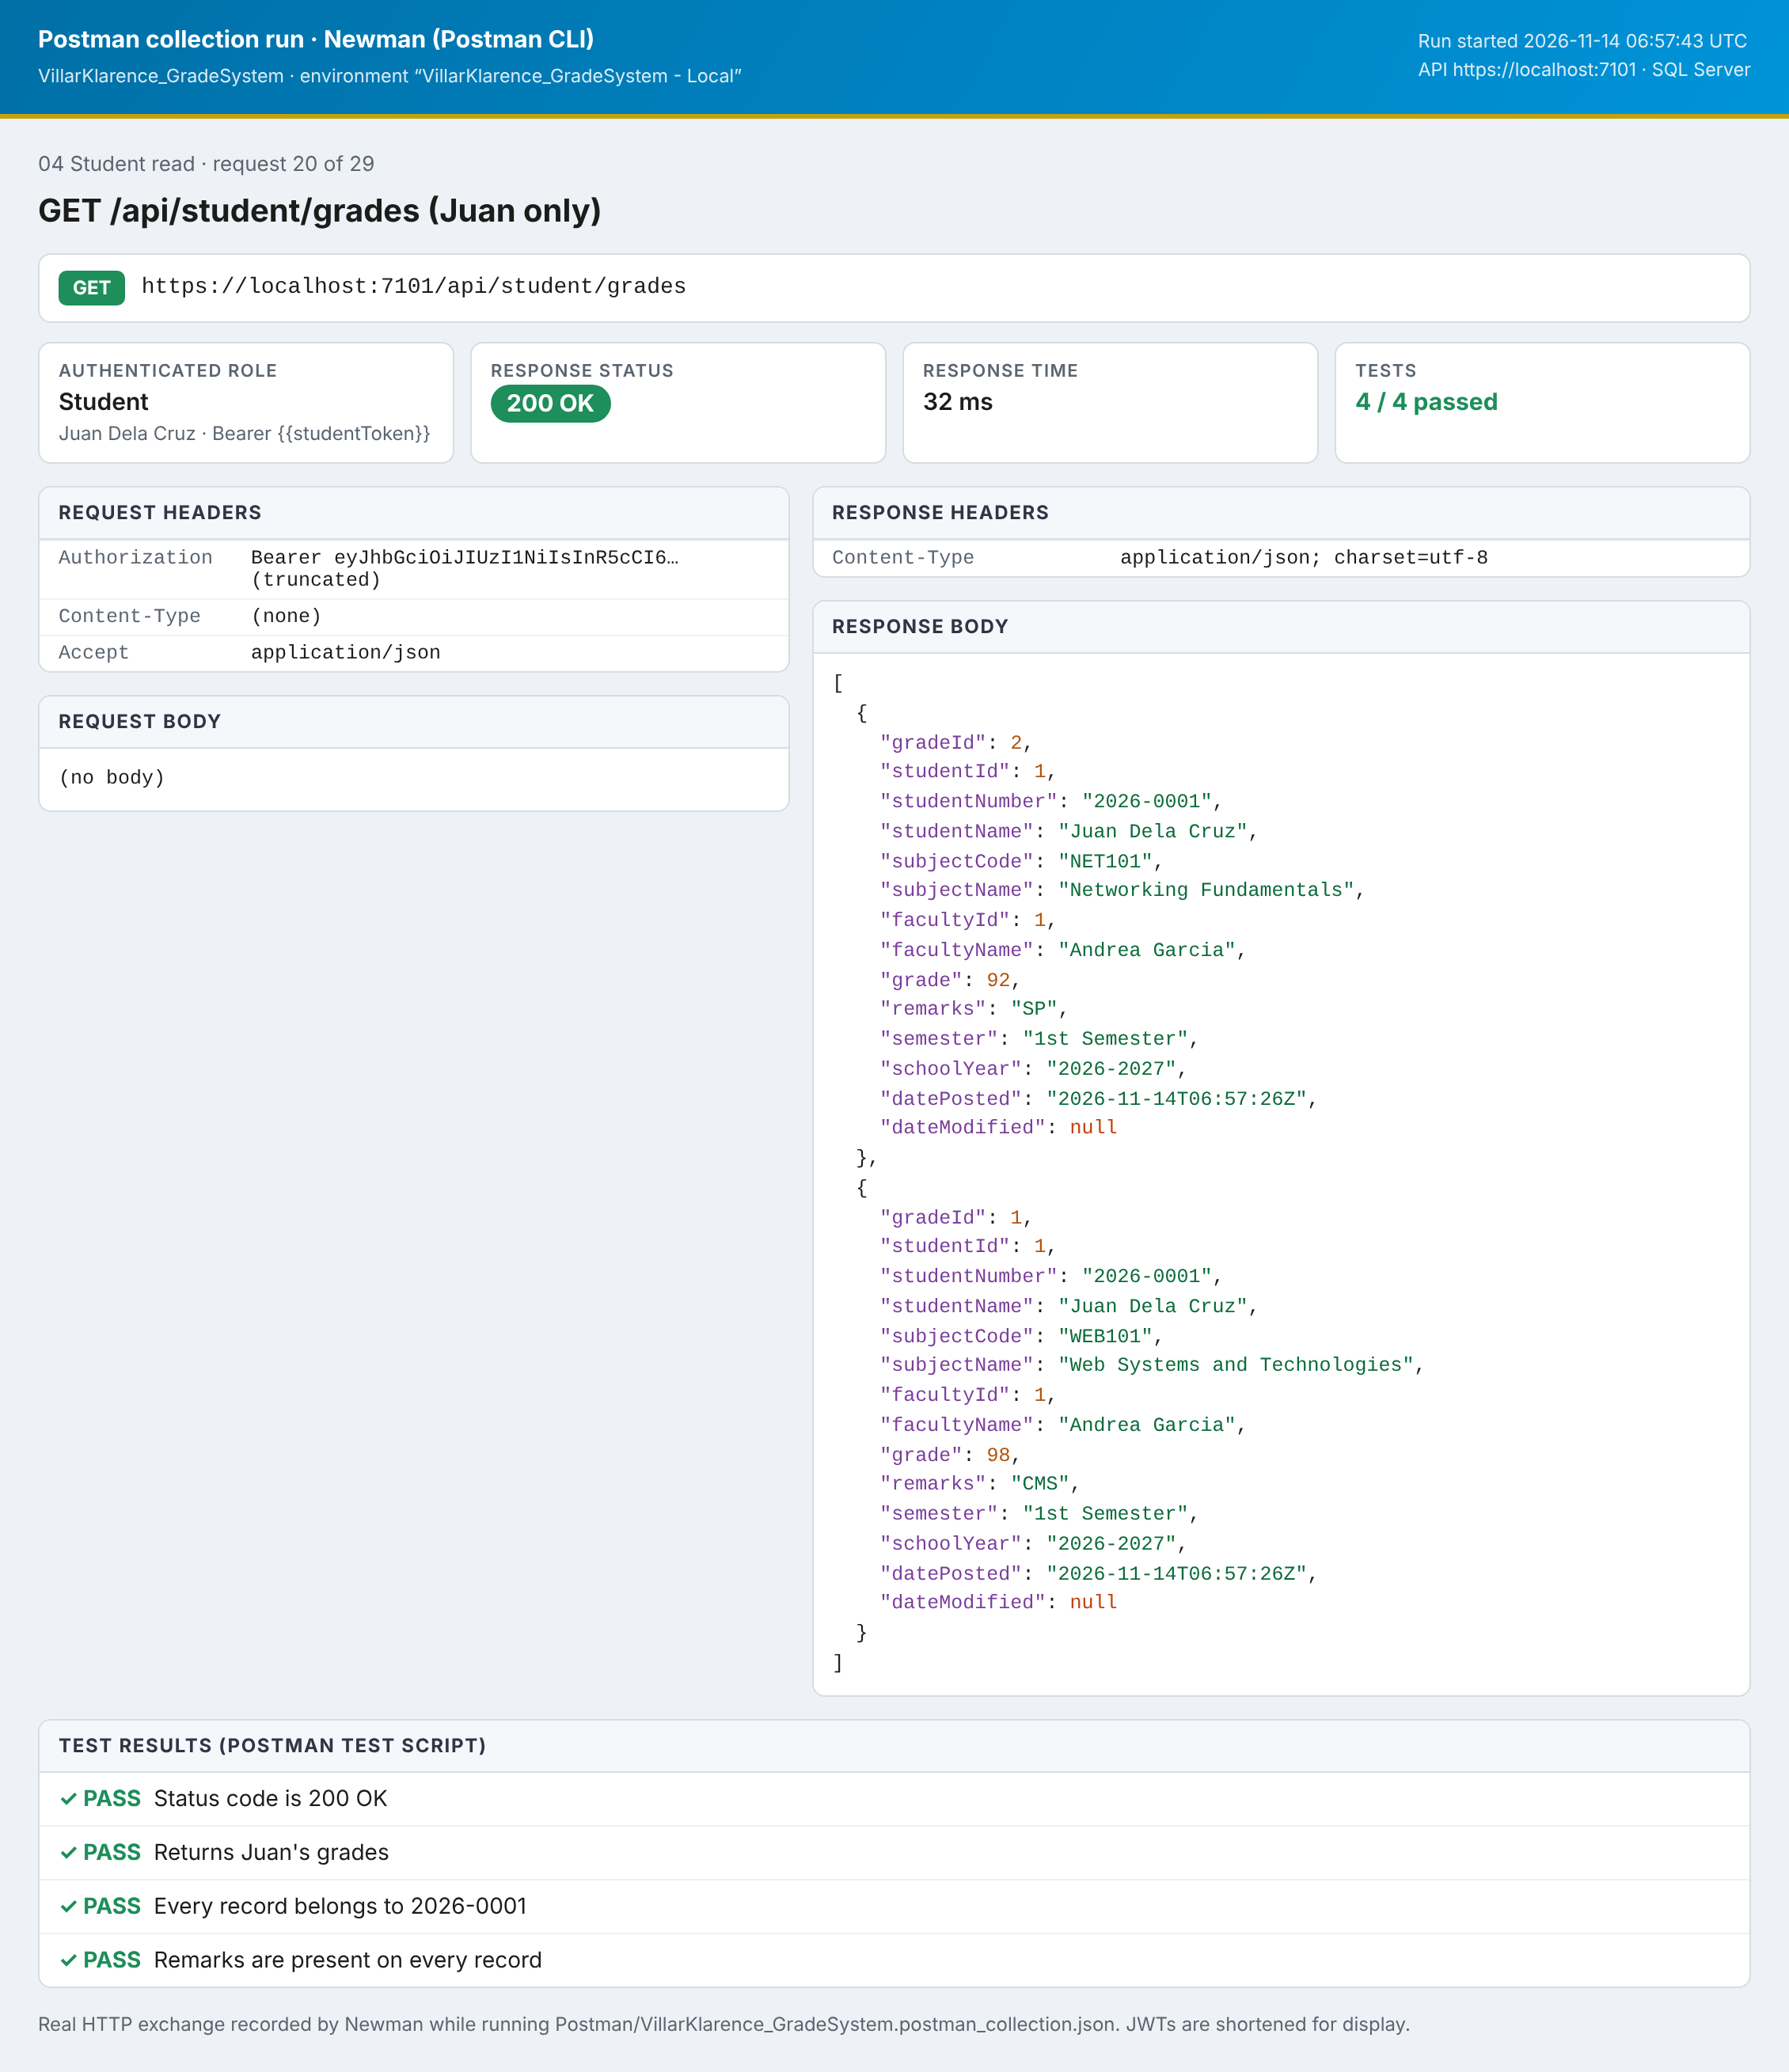 Postman collection run · Newman (Postman CLI)
VillarKlarence_GradeSystem · environment “VillarKlarence_GradeSystem - Local”
Run started 2026-11-14 06:57:43 UTC
API https://localhost:7101 · SQL Server
04 Student read · request 20 of 29
GET /api/student/grades (Juan only)
GET https://localhost:7101/api/student/grades
AUTHENTICATED ROLE
Student
Juan Dela Cruz · Bearer {{studentToken}}
RESPONSE STATUS
200 OK
RESPONSE TIME
32 ms
TESTS
4 / 4 passed
REQUEST HEADERS
Authorization Bearer eyJhbGciOiJIUzI1NiIsInR5cCI6…
(truncated)
Content-Type (none)
Accept application/json
REQUEST BODY
(no body)
RESPONSE HEADERS
Content-Type application/json; charset=utf-8
RESPONSE BODY
[
  {
    "gradeId": 2,
    "studentId": 1,
    "studentNumber": "2026-0001",
    "studentName": "Juan Dela Cruz",
    "subjectCode": "NET101",
    "subjectName": "Networking Fundamentals",
    "facultyId": 1,
    "facultyName": "Andrea Garcia",
    "grade": 92,
    "remarks": "SP",
    "semester": "1st Semester",
    "schoolYear": "2026-2027",
    "datePosted": "2026-11-14T06:57:26Z",
    "dateModified": null
  },
  {
    "gradeId": 1,
    "studentId": 1,
    "studentNumber": "2026-0001",
    "studentName": "Juan Dela Cruz",
    "subjectCode": "WEB101",
    "subjectName": "Web Systems and Technologies",
    "facultyId": 1,
    "facultyName": "Andrea Garcia",
    "grade": 98,
    "remarks": "CMS",
    "semester": "1st Semester",
    "schoolYear": "2026-2027",
    "datePosted": "2026-11-14T06:57:26Z",
    "dateModified": null
  }
]
TEST RESULTS (POSTMAN TEST SCRIPT)
✓ PASS Status code is 200 OK
✓ PASS Returns Juan's grades
✓ PASS Every record belongs to 2026-0001
✓ PASS Remarks are present on every record
Real HTTP exchange recorded by Newman while running Postman/VillarKlarence_GradeSystem.postman_collection.json. JWTs are shortened for display.